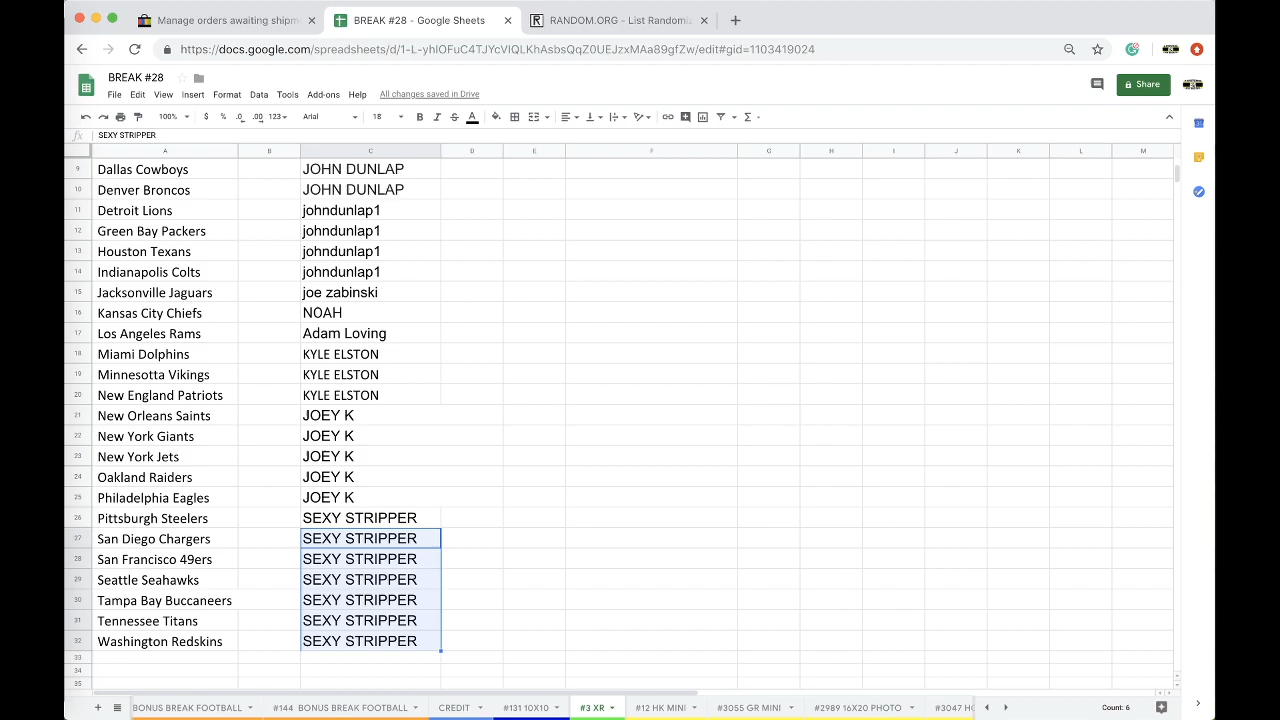 Manage orders awaiting shipm
BREAK #28 - Google Sheets
RANDOM.ORG - List Randomiz
https://docs.google.com/spreadsheets/d/1-L-yhIOFuC4TJYcVIQLKhAsbsQqZ0UEJzxMAa89gfZw/edit#gid=1103419024
BREAK #28
File Edit View Insert Format Data Tools Add-ons Help All changes saved in Drive
Share
100% $ % .0 .00 123 Arial 18 B I S A
fx SEXY STRIPPER
A B C D E F G H I J K L M
9 Dallas Cowboys JOHN DUNLAP
10 Denver Broncos JOHN DUNLAP
11 Detroit Lions johndunlap1
12 Green Bay Packers johndunlap1
13 Houston Texans johndunlap1
14 Indianapolis Colts johndunlap1
15 Jacksonville Jaguars joe zabinski
16 Kansas City Chiefs NOAH
17 Los Angeles Rams Adam Loving
18 Miami Dolphins KYLE ELSTON
19 Minnesotta Vikings KYLE ELSTON
20 New England Patriots KYLE ELSTON
21 New Orleans Saints JOEY K
22 New York Giants JOEY K
23 New York Jets JOEY K
24 Oakland Raiders JOEY K
25 Philadelphia Eagles JOEY K
26 Pittsburgh Steelers SEXY STRIPPER
27 San Diego Chargers SEXY STRIPPER
28 San Francisco 49ers SEXY STRIPPER
29 Seattle Seahawks SEXY STRIPPER
30 Tampa Bay Buccaneers SEXY STRIPPER
31 Tennessee Titans SEXY STRIPPER
32 Washington Redskins SEXY STRIPPER
33
34
35
BONUS BREAK FOOTBALL #144 BONUS BREAK FOOTBALL #131 10X10 #3 XR #12 HK MINI #3055 GR MINI #2989 16X20 PHOTO #3047 HO Count: 6